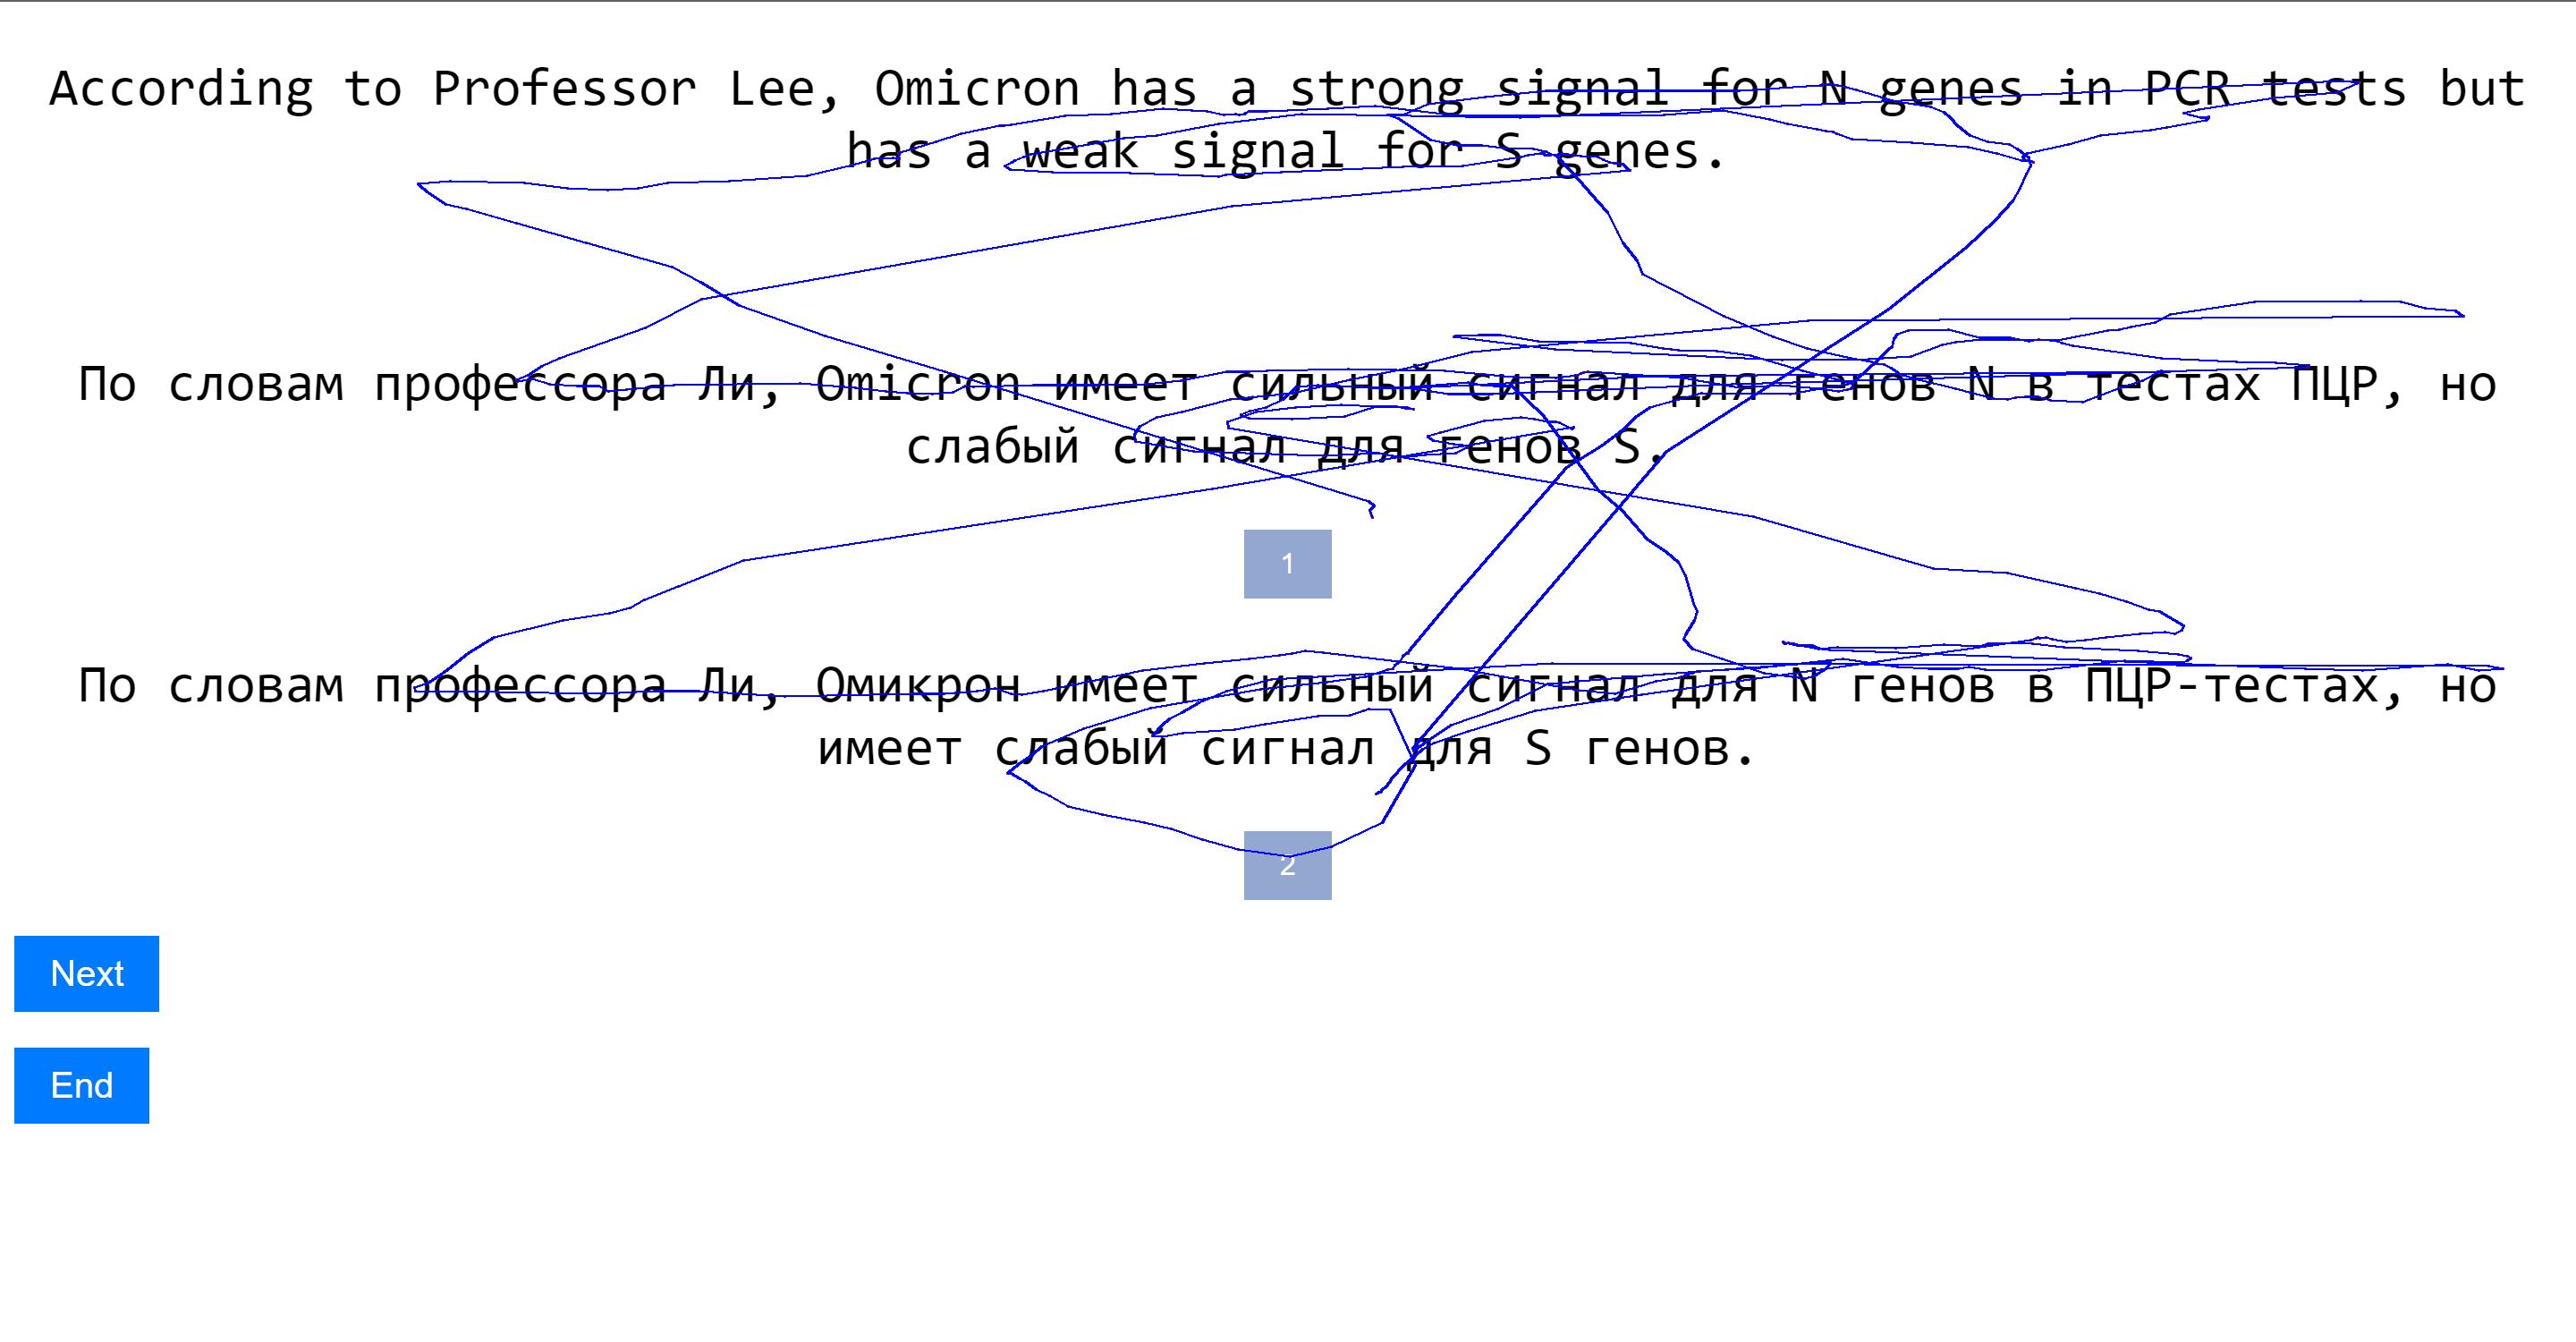 According to Professor Lee, Omicron has a strong signal for N genes in PCR tests but
has a weak signal for S genes.
По словам профессора Ли, Omicron имеет сильный сигнал для генов N в тестах ПЦР, но
слабый сигнал для генов S.
1
По словам профессора Ли, Омикрон имеет сильный сигнал для N генов в ПЦР-тестах, но
имеет слабый сигнал для S генов.
2
Next
End